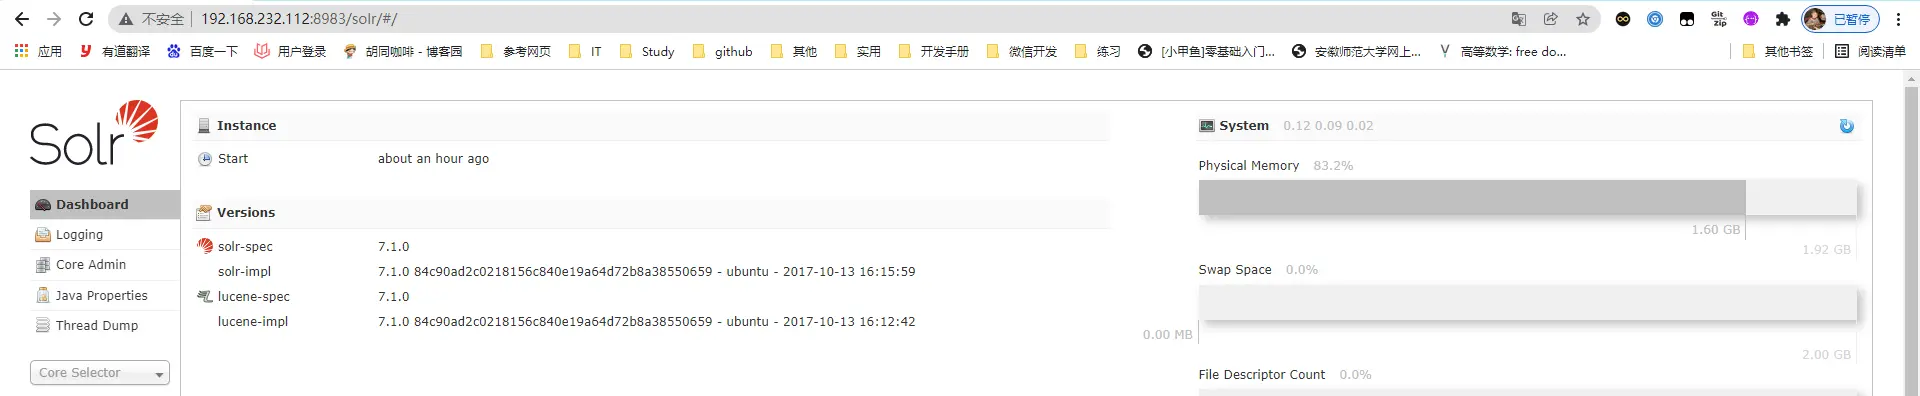 不安全 192.168.232.112:8983/solr/#/ 已暂停
应用 有道翻译 百度一下 用户登录 胡同咖啡 - 博客园 参考网页 IT Study github 其他 实用 开发手册 微信开发 练习 [小甲鱼]零基础入门... 安徽师范大学网上... 高等数学: free do... 其他书签 阅读清单
Solr
Dashboard
Logging
Core Admin
Java Properties
Thread Dump
Core Selector
Instance
Start about an hour ago
Versions
solr-spec 7.1.0
solr-impl 7.1.0 84c90ad2c0218156c840e19a64d72b8a38550659 - ubuntu - 2017-10-13 16:15:59
lucene-spec 7.1.0
lucene-impl 7.1.0 84c90ad2c0218156c840e19a64d72b8a38550659 - ubuntu - 2017-10-13 16:12:42
System 0.12 0.09 0.02
Physical Memory 83.2%
1.60 GB
1.92 GB
Swap Space 0.0%
0.00 MB
2.00 GB
File Descriptor Count 0.0%